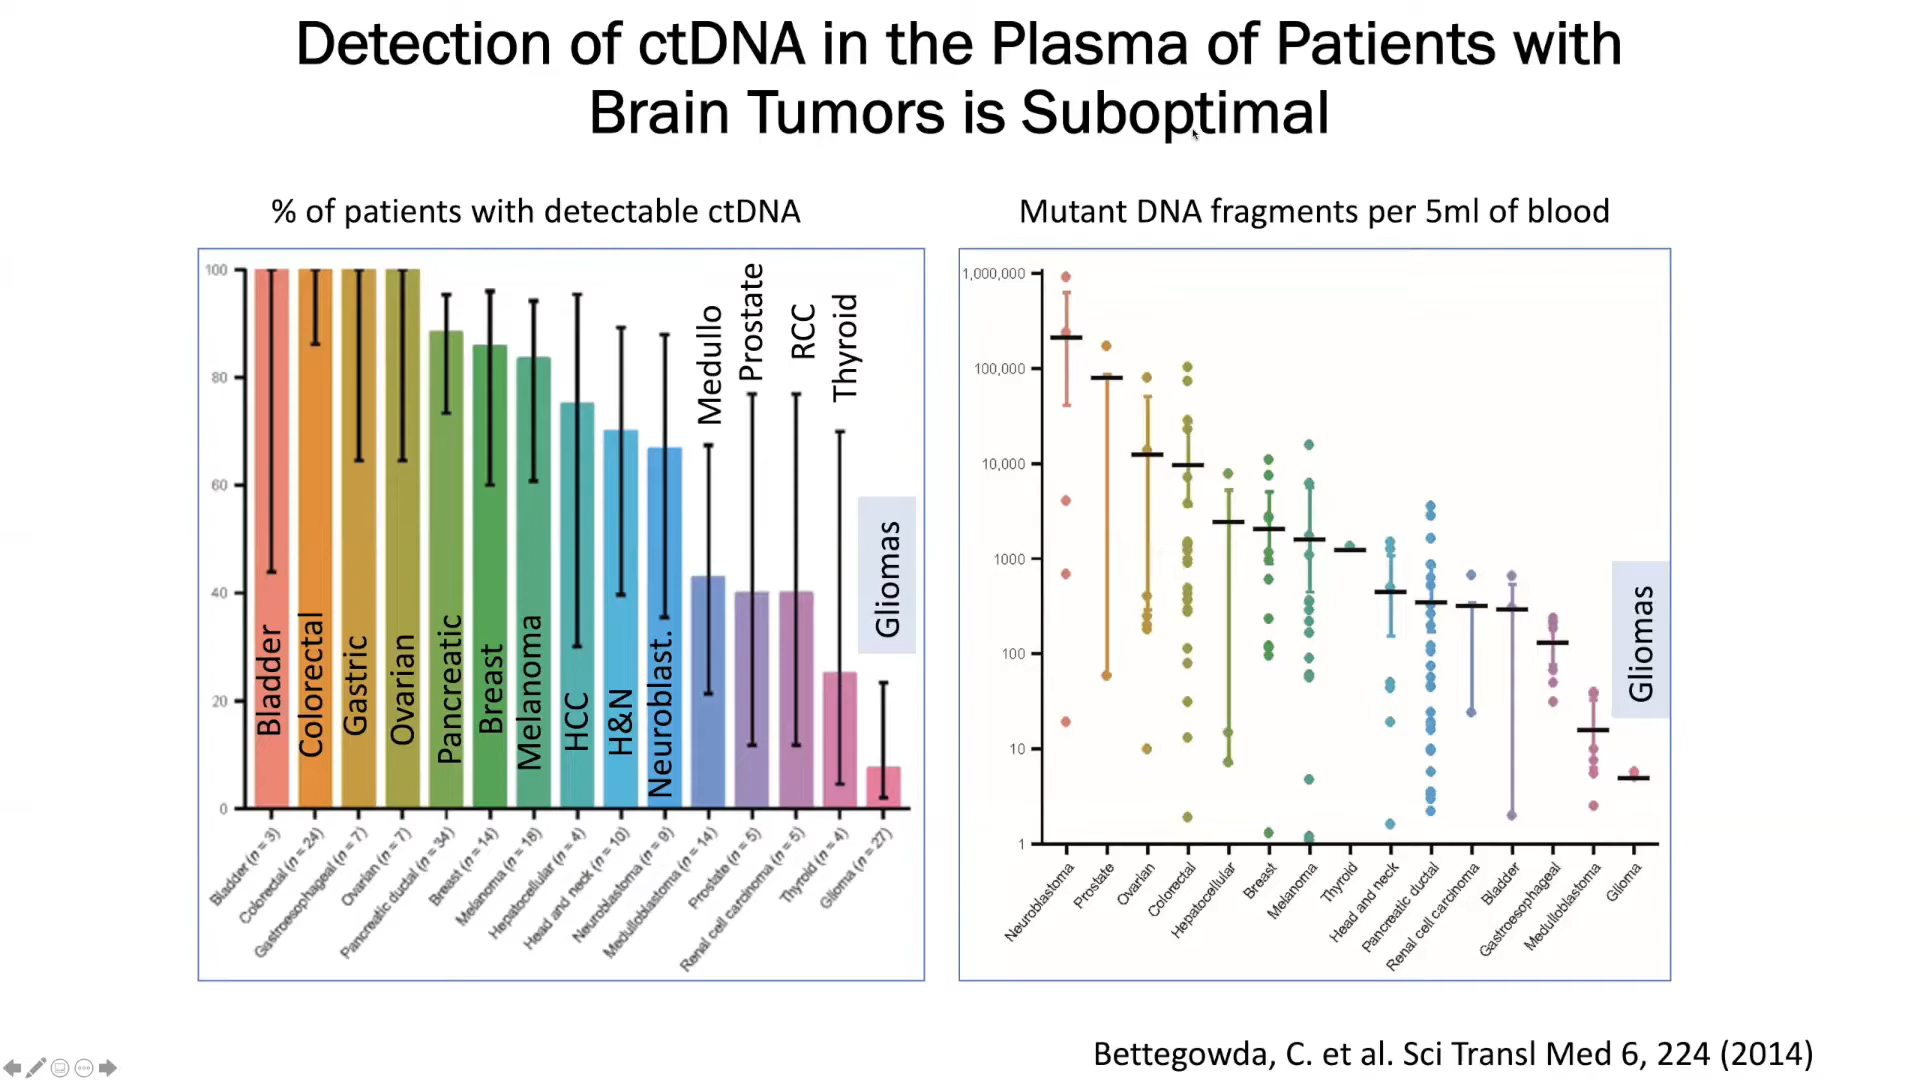 Detection of ctDNA in the Plasma of Patients with
Brain Tumors is Suboptimal
% of patients with detectable ctDNA
100
80
60
40
20
0
Bladder
Colorectal
Gastric
Ovarian
Pancreatic
Breast
Melanoma
HCC
H&N
Neuroblast.
Medullo
Prostate
RCC
Thyroid
Gliomas
Bladder (n = 3)
Colorectal (n = 24)
Gastroesophageal (n = 7)
Ovarian (n = 7)
Pancreatic ductal (n = 34)
Breast (n = 14)
Melanoma (n = 18)
Hepatocellular (n = 4)
Head and neck (n = 10)
Neuroblastoma (n = 9)
Medulloblastoma (n = 14)
Prostate (n = 5)
Renal cell carcinoma (n = 5)
Thyroid (n = 4)
Glioma (n = 27)
Mutant DNA fragments per 5ml of blood
1,000,000
100,000
10,000
1000
100
10
1
Gliomas
Neuroblastoma
Prostate
Ovarian
Colorectal
Hepatocellular
Breast
Melanoma
Thyroid
Head and neck
Pancreatic ductal
Renal cell carcinoma
Bladder
Gastroesophageal
Medulloblastoma
Glioma
Bettegowda, C. et al. Sci Transl Med 6, 224 (2014)